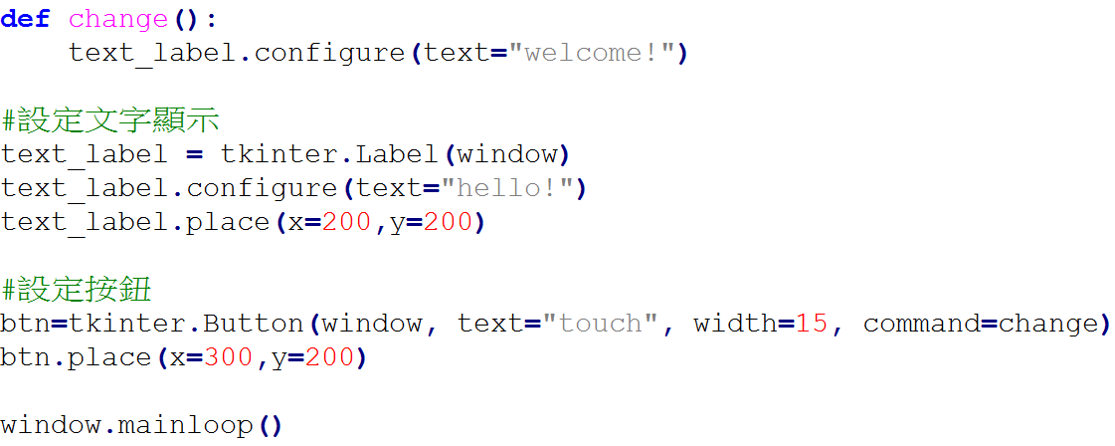 def change():
    text_label.configure(text="welcome!")
#設定文字顯示
text_label = tkinter.Label(window)
text_label.configure(text="hello!")
text_label.place(x=200,y=200)
#設定按鈕
btn=tkinter.Button(window, text="touch", width=15, command=change)
btn.place(x=300,y=200)
window.mainloop()